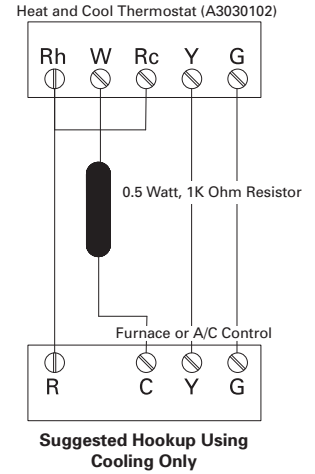 Heat and Cool Thermostat (A3030102)
Rh W Rc Y G
0.5 Watt, 1K Ohm Resistor
Furnace or A/C Control
R C Y G
Suggested Hookup Using
Cooling Only